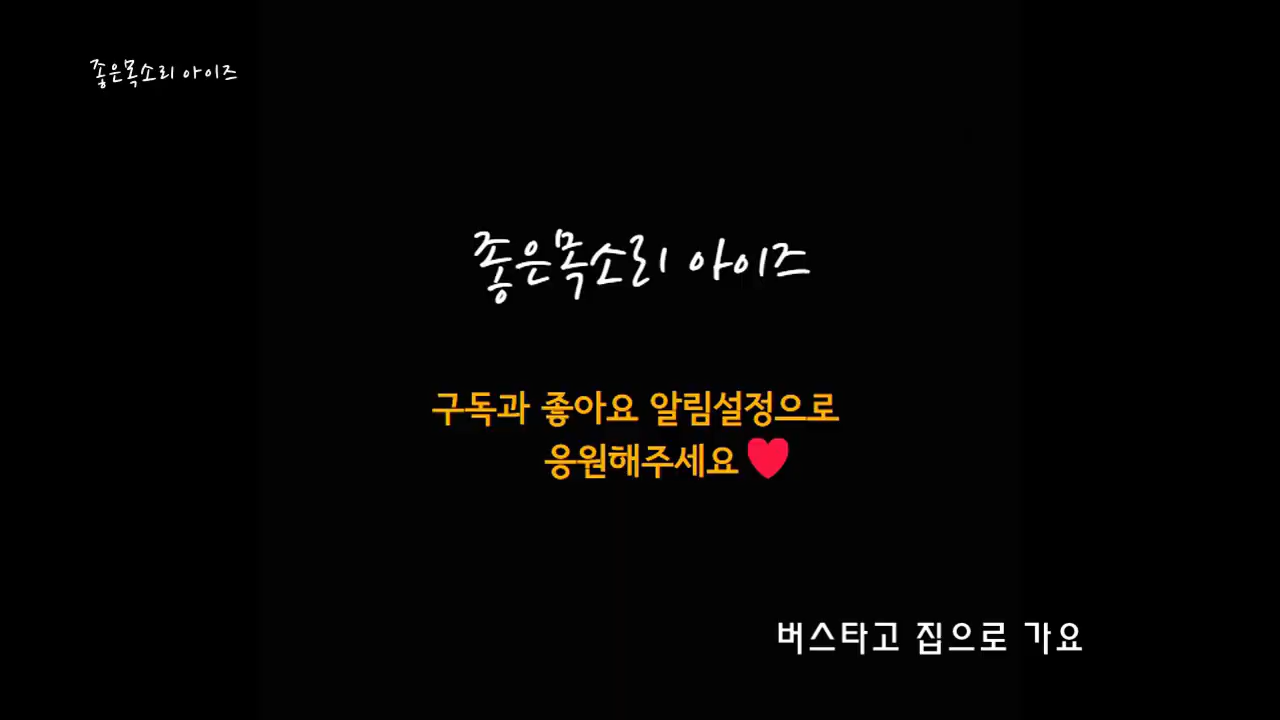 좋은목소리 아이즈
좋은목소리 아이즈
구독과 좋아요 알림설정으로
응원해주세요
버스타고 집으로 가요